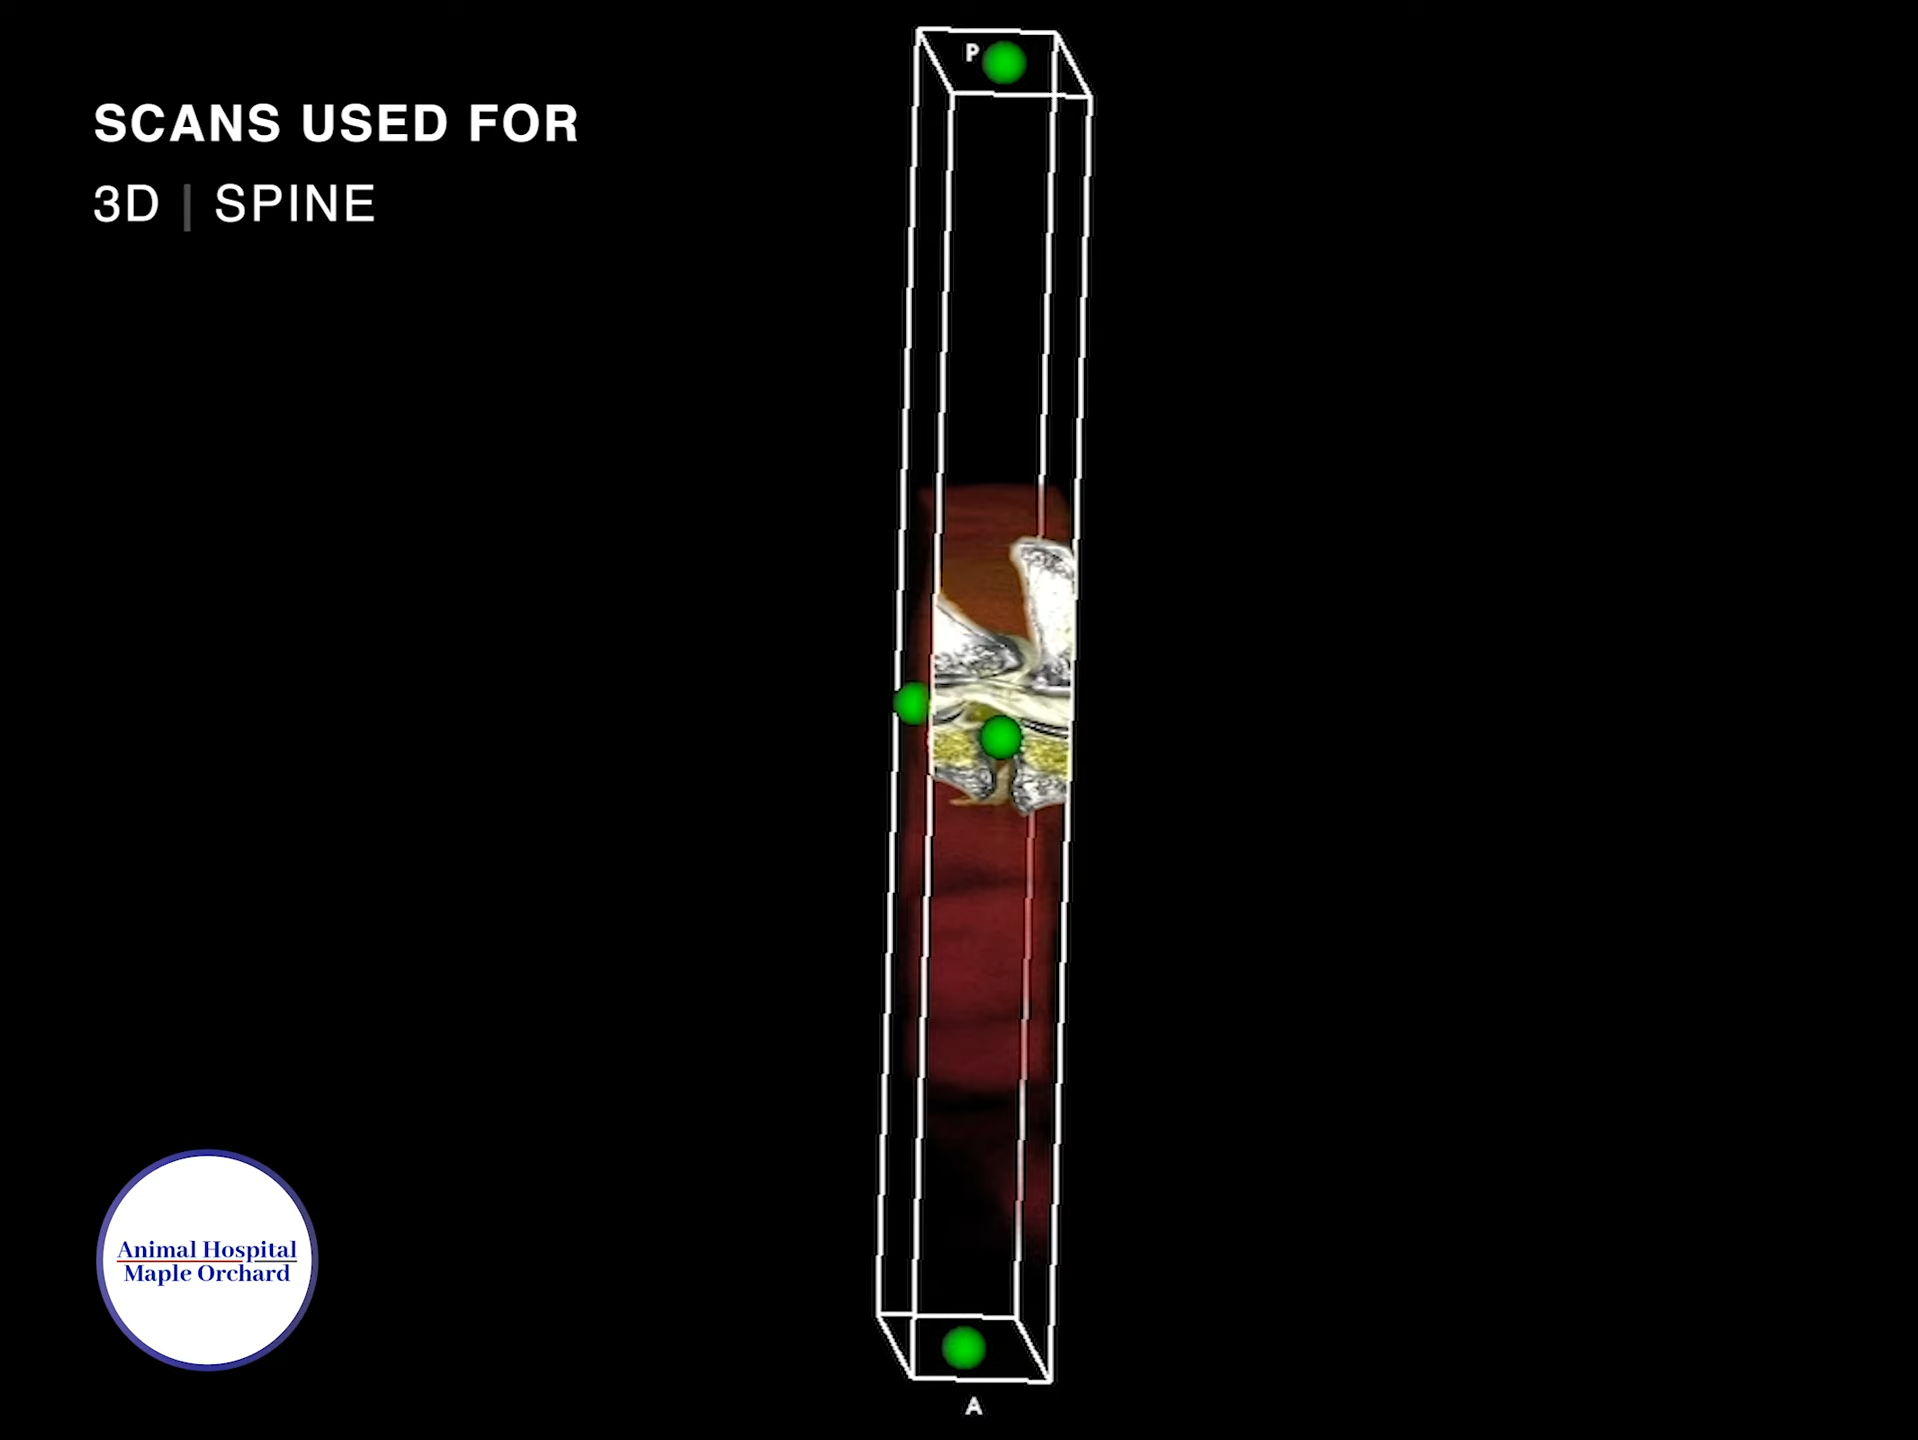 SCANS USED FOR
3D | SPINE
P
Animal Hospital
Maple Orchard
A